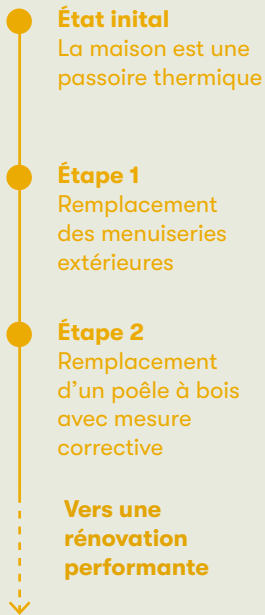 État inital
La maison est une
passoire thermique
Étape 1
Remplacement
des menuiseries
extérieures
Étape 2
Remplacement
d'un poêle à bois
avec mesure
corrective
Vers une
rénovation
performante